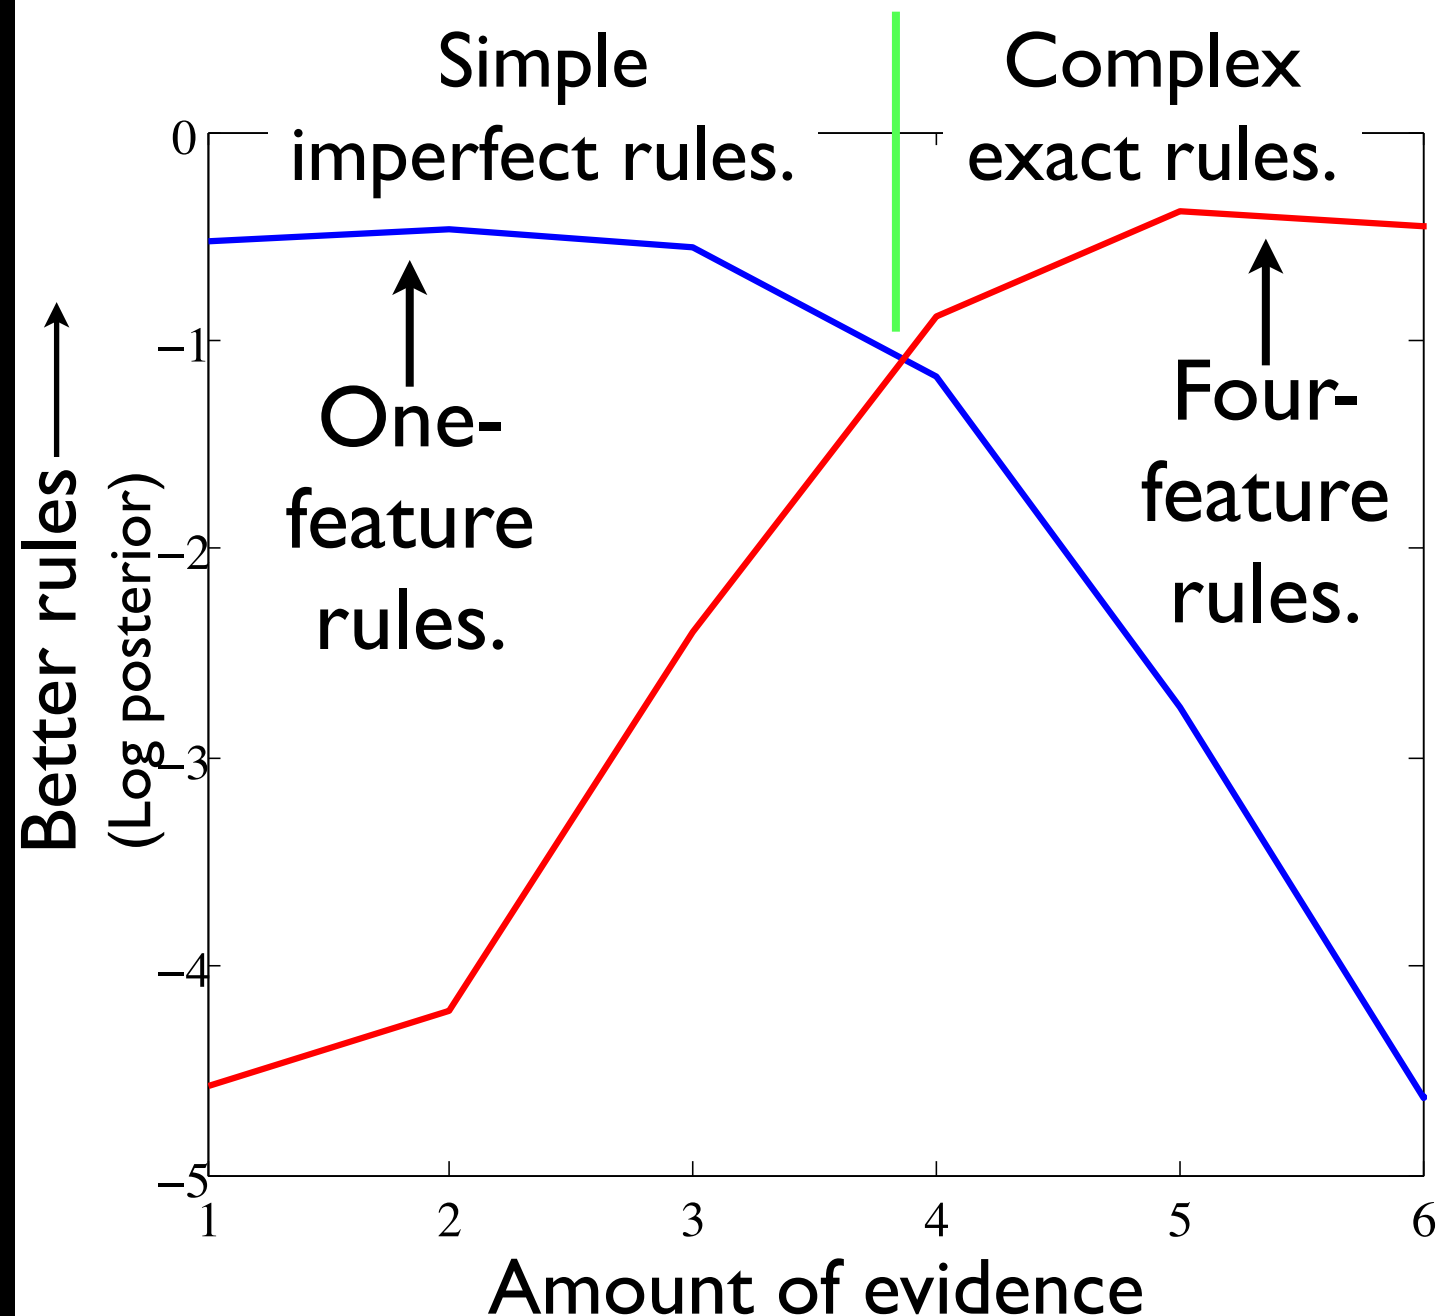 Simple
imperfect rules.
Complex
exact rules.
Better rules
(Log posterior)
0
−1
−2
−3
−4
−5
One-
feature
rules.
Four-
feature
rules.
1 2 3 4 5 6
Amount of evidence